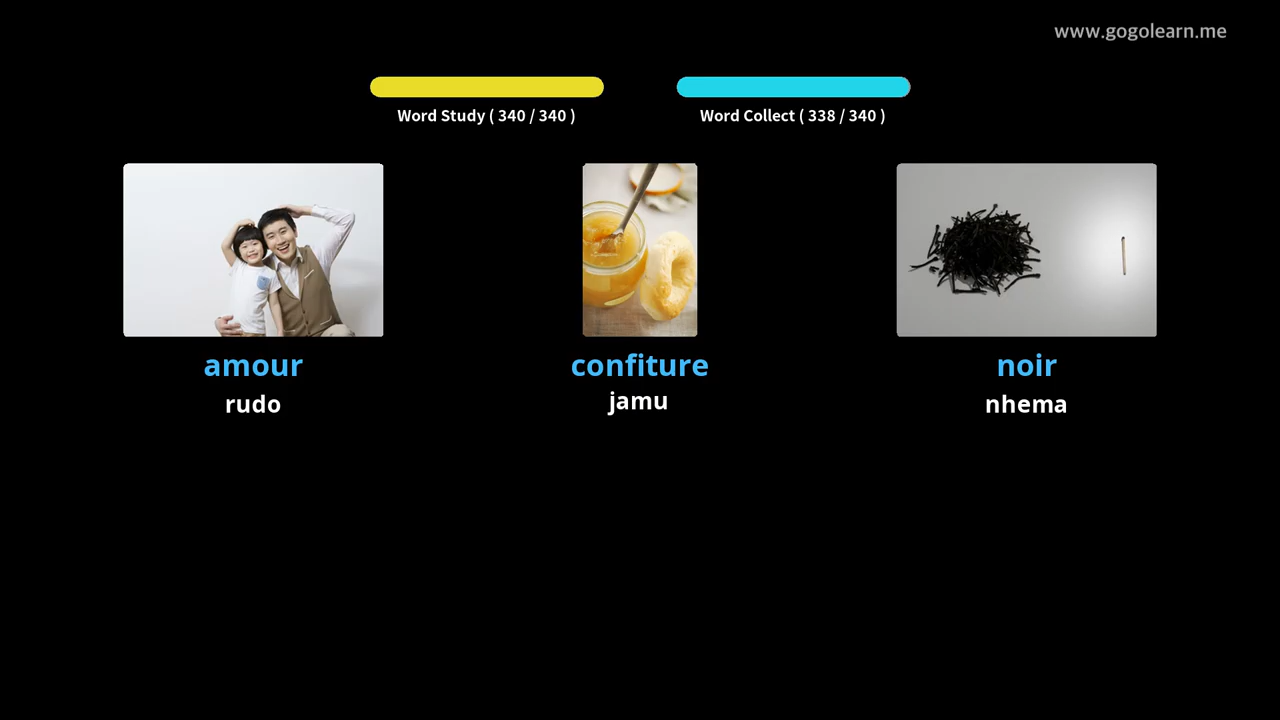 www.gogolearn.me
Word Study ( 340 / 340 )
Word Collect ( 338 / 340 )
amour
rudo
confiture
jamu
noir
nhema